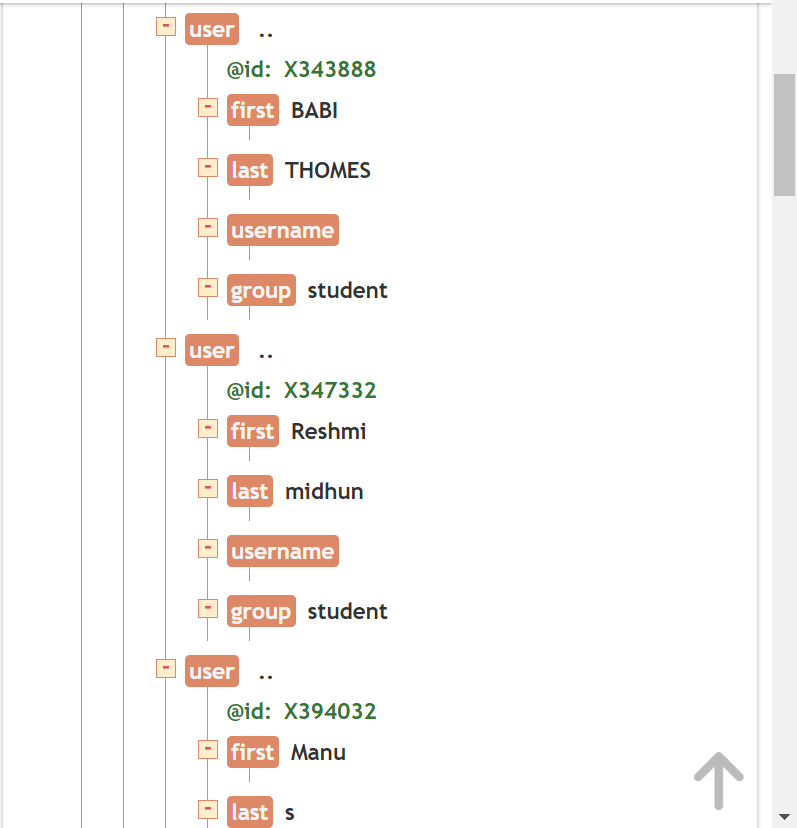 user ..
@id: X343888
first BABI
last THOMES
username
group student
user ..
@id: X347332
first Reshmi
last midhun
username
group student
user ..
@id: X394032
first Manu
last s